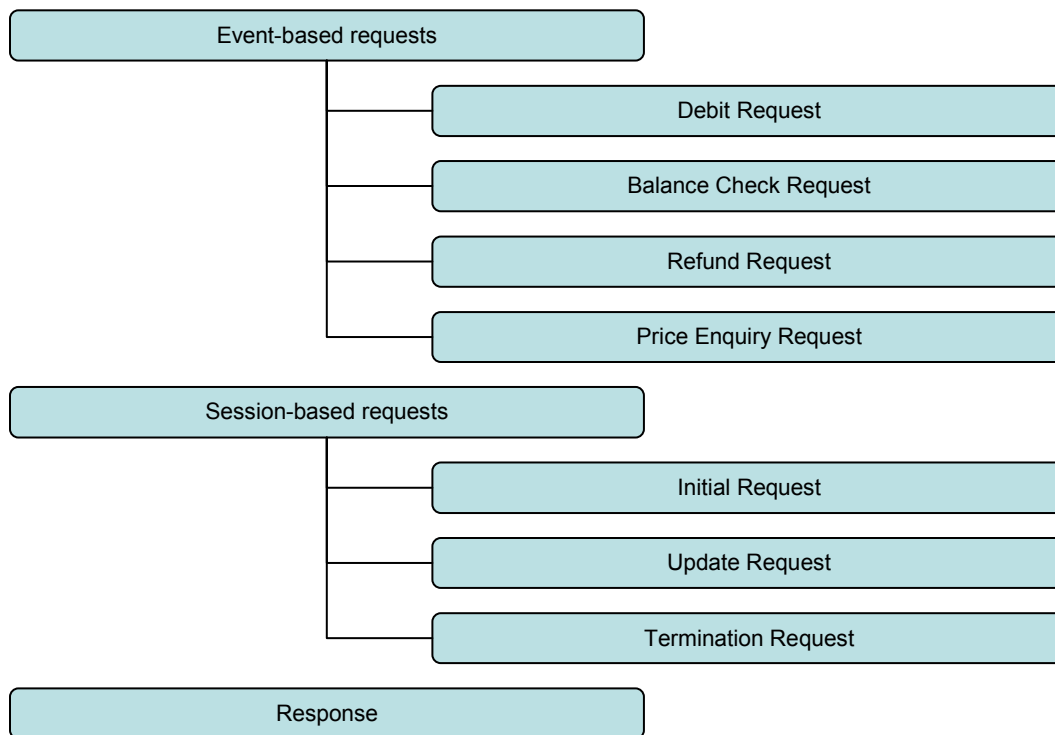 Event-based requests
Debit Request
Balance Check Request
Refund Request
Price Enquiry Request
Session-based requests
Initial Request
Update Request
Termination Request
Response